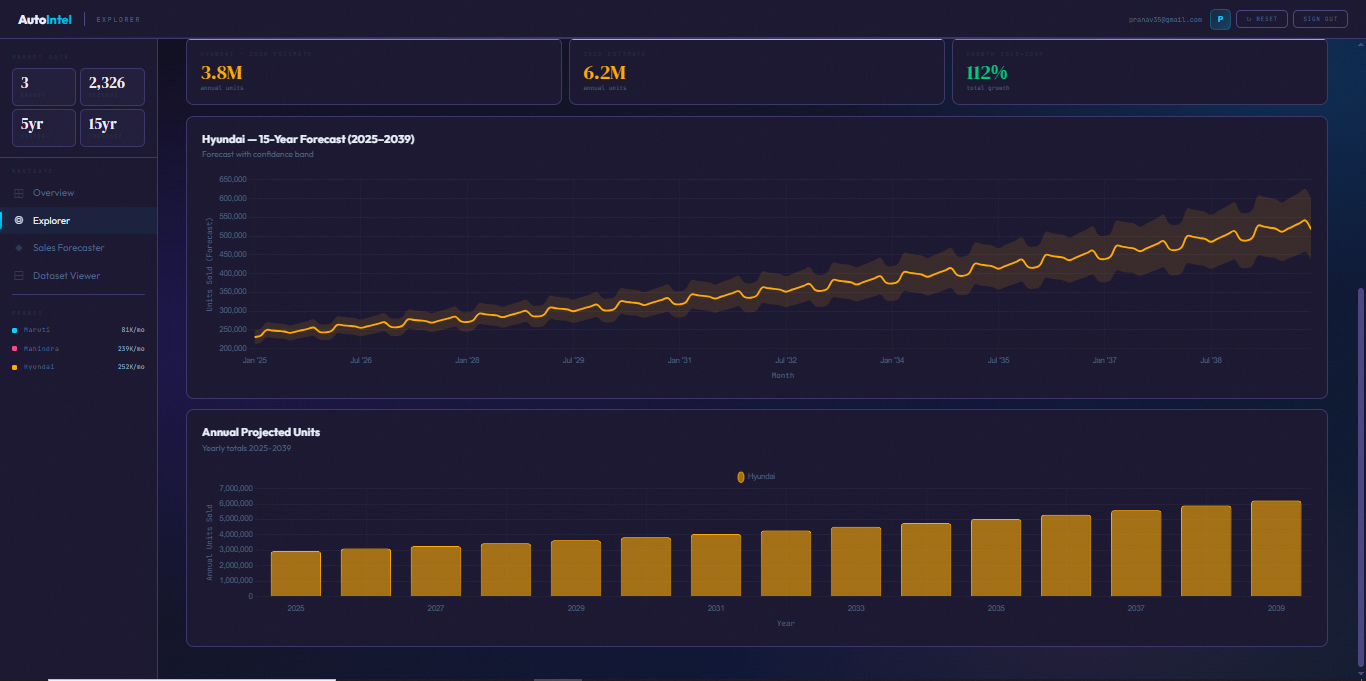 AutoIntel
EXPLORER
pranav35@gmail.com
P
↻ RESET
SIGN OUT
3
2,326
5yr
15yr
Overview
Explorer
Sales Forecaster
Dataset Viewer
Maruti 81K/mo
Mahindra 239K/mo
Hyundai 252K/mo
3.8M
annual units
6.2M
annual units
112%
total growth
Hyundai — 15-Year Forecast (2025–2039)
Forecast with confidence band
Units Sold (Forecast)
650,000
600,000
550,000
500,000
450,000
400,000
350,000
300,000
250,000
200,000
Jan '25 Jul '26 Jan '28 Jul '29 Jan '31 Jul '32 Jan '34 Jul '35 Jan '37 Jul '38
Month
Annual Projected Units
Yearly totals 2025–2039
Hyundai
Annual Units Sold
7,000,000
6,000,000
5,000,000
4,000,000
3,000,000
2,000,000
1,000,000
0
2025 2027 2029 2031 2033 2035 2037 2039
Year